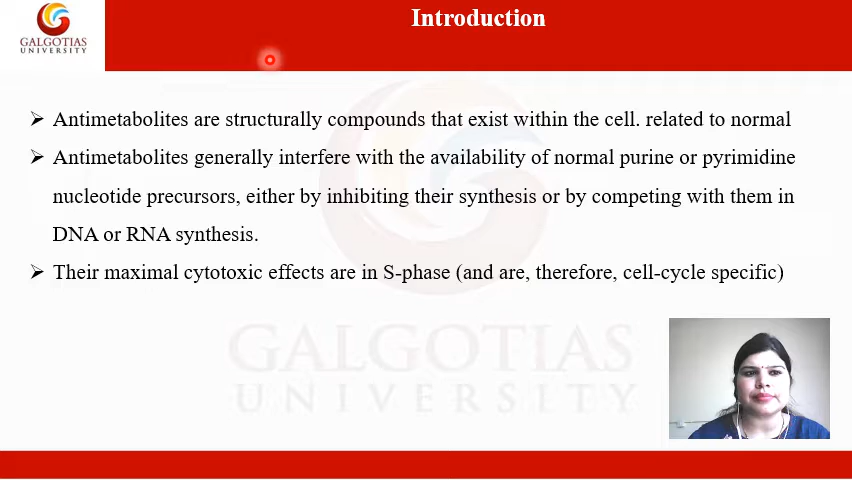 Introduction
GALGOTIAS
UNIVERSITY
➢ Antimetabolites are structurally compounds that exist within the cell. related to normal
➢ Antimetabolites generally interfere with the availability of normal purine or pyrimidine
nucleotide precursors, either by inhibiting their synthesis or by competing with them in
DNA or RNA synthesis.
➢ Their maximal cytotoxic effects are in S-phase (and are, therefore, cell-cycle specific)
GALGOTIAS
UNIVERSITY